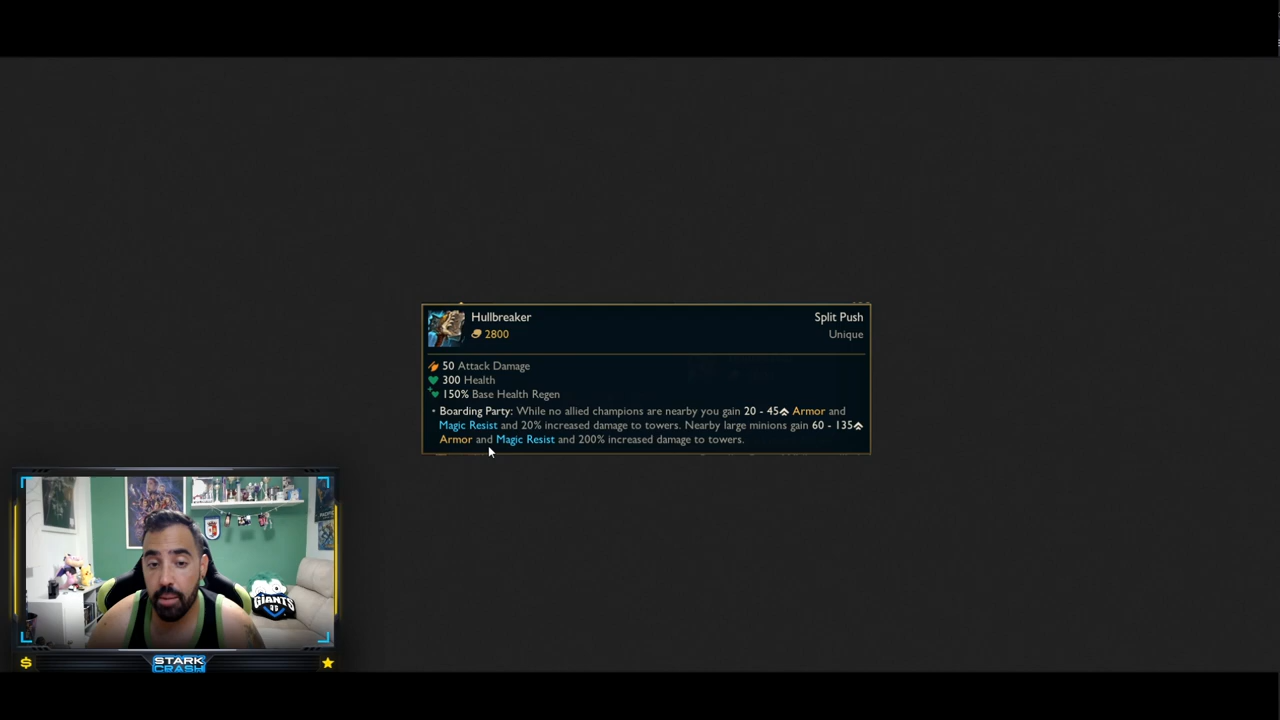 Hullbreaker
Split Push
2800
Unique
50 Attack Damage
300 Health
150% Base Health Regen
• Boarding Party: While no allied champions are nearby you gain 20 - 45 Armor and
Magic Resist and 20% increased damage to towers. Nearby large minions gain 60 - 135
Armor and Magic Resist and 200% increased damage to towers.
GIANTS
$
STARK
CRASH